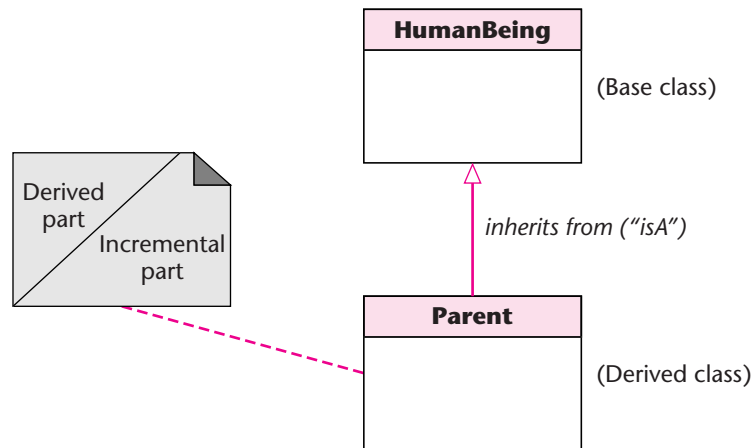 HumanBeing
(Base class)
Derived
part
Incremental
part
inherits from (“isA”)
Parent
(Derived class)